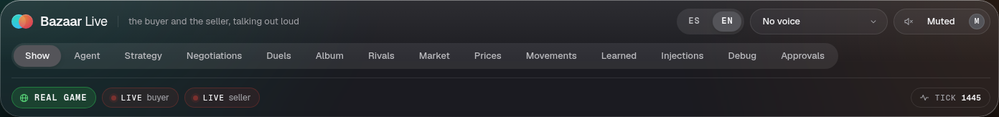 Bazaar Live the buyer and the seller, talking out loud ES EN No voice Muted M
Show Agent Strategy Negotiations Duels Album Rivals Market Prices Movements Learned Injections Debug Approvals
REAL GAME LIVE buyer LIVE seller TICK 1445